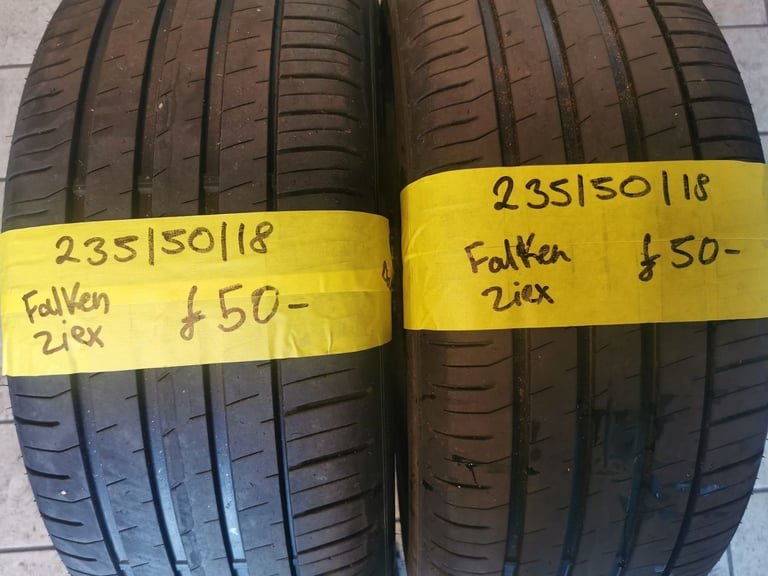 235/50/18
Falken
Ziex
£50-
235/50/18
Falken
Ziex
£50-